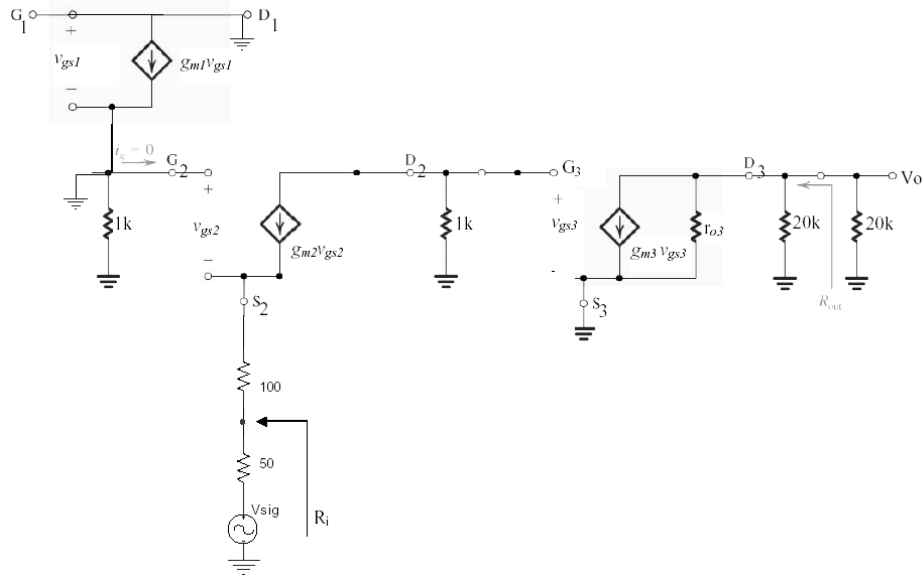 G1
D1
+
vgs1
gm1vgs1
−
ig = 0
G2
+
D2
G3
+
D3
Vo
1k
vgs2
gm2vgs2
1k
vgs3
gm3 vgs3
ro3
20k
20k
−
-
S2
S3
Rout
100
50
Vsig
Ri